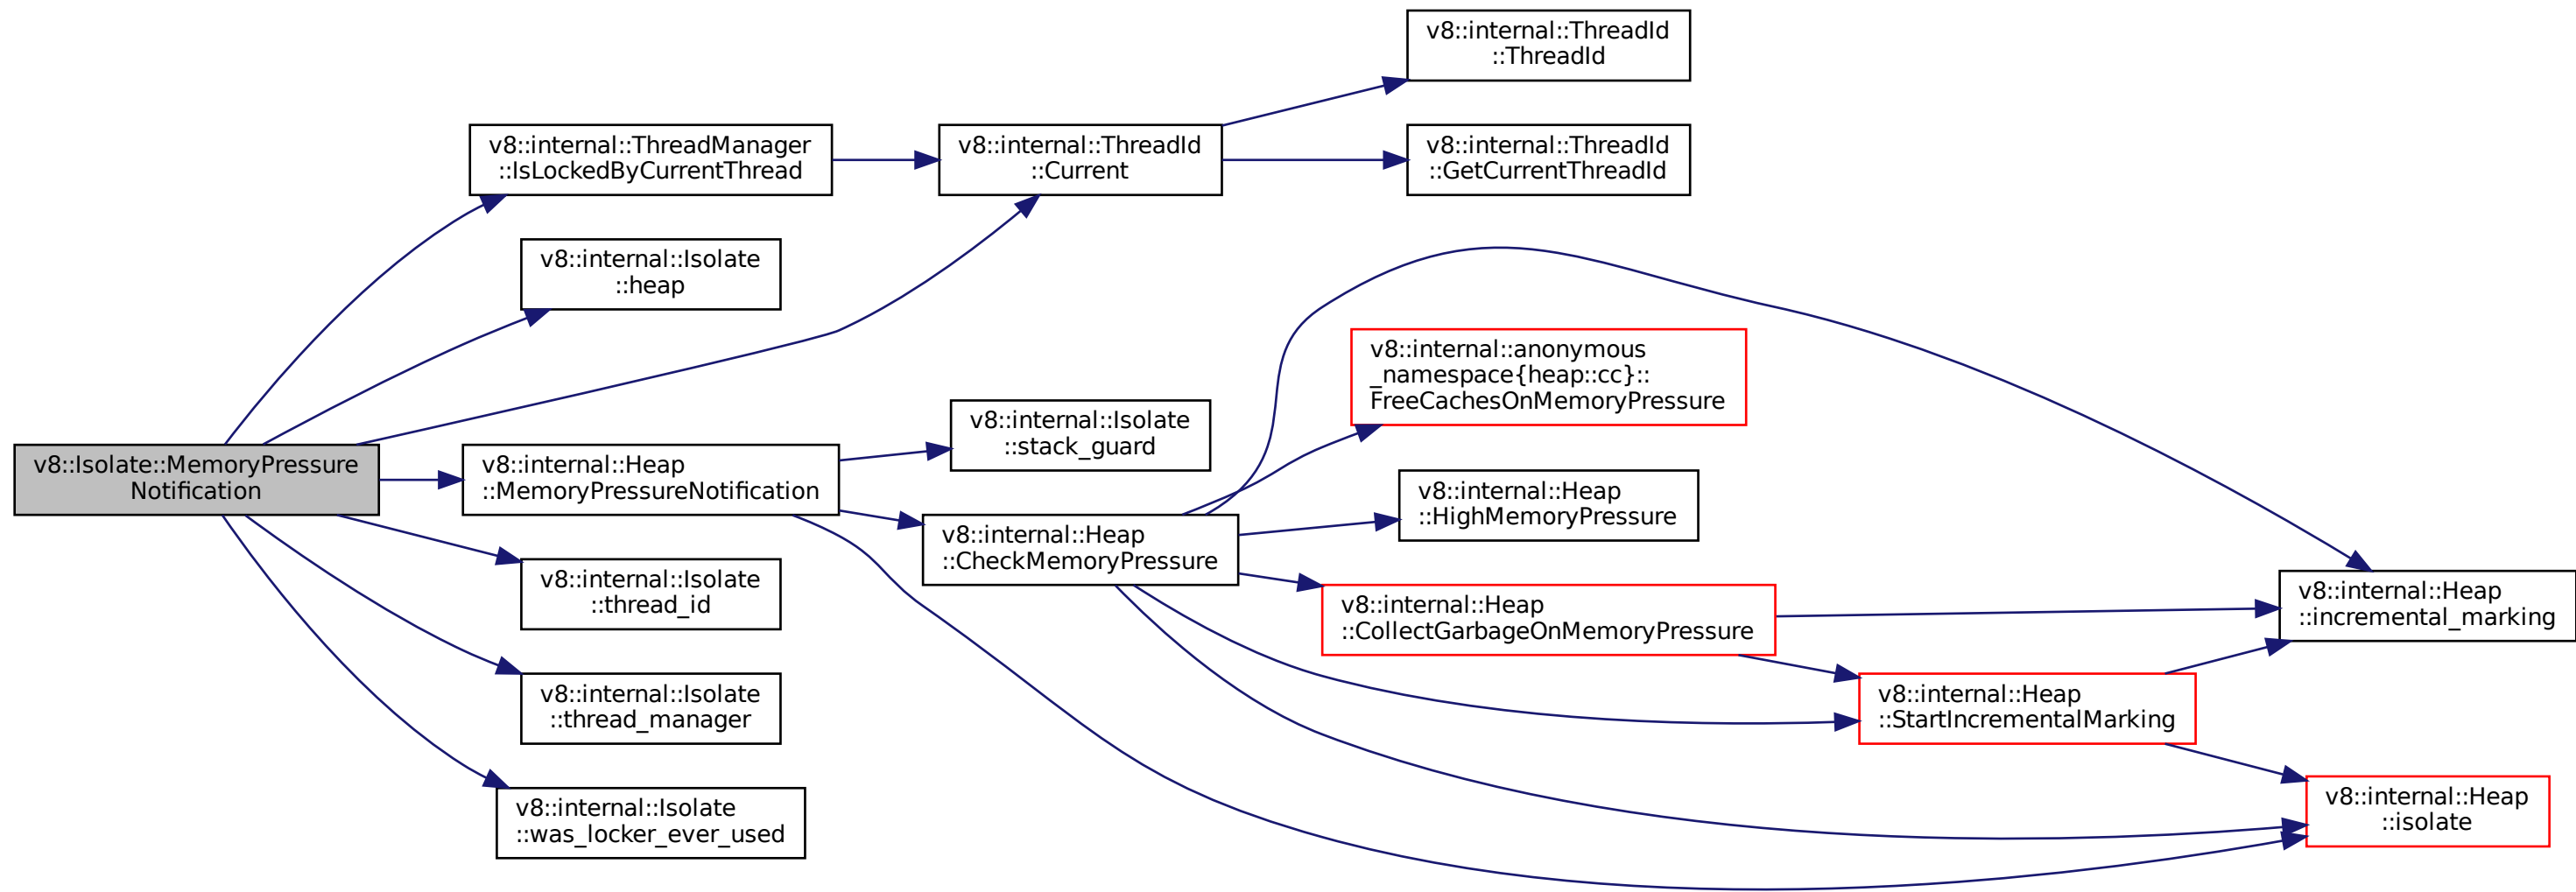 v8::Isolate::MemoryPressure
Notification
v8::internal::ThreadManager
::IsLockedByCurrentThread
v8::internal::ThreadId
::Current
v8::internal::ThreadId
::ThreadId
v8::internal::ThreadId
::GetCurrentThreadId
v8::internal::Isolate
::heap
v8::internal::Heap
::MemoryPressureNotification
v8::internal::Isolate
::stack_guard
v8::internal::Heap
::CheckMemoryPressure
v8::internal::anonymous
_namespace{heap::cc}::
FreeCachesOnMemoryPressure
v8::internal::Heap
::HighMemoryPressure
v8::internal::Heap
::CollectGarbageOnMemoryPressure
v8::internal::Heap
::incremental_marking
v8::internal::Heap
::StartIncrementalMarking
v8::internal::Heap
::isolate
v8::internal::Isolate
::thread_id
v8::internal::Isolate
::thread_manager
v8::internal::Isolate
::was_locker_ever_used